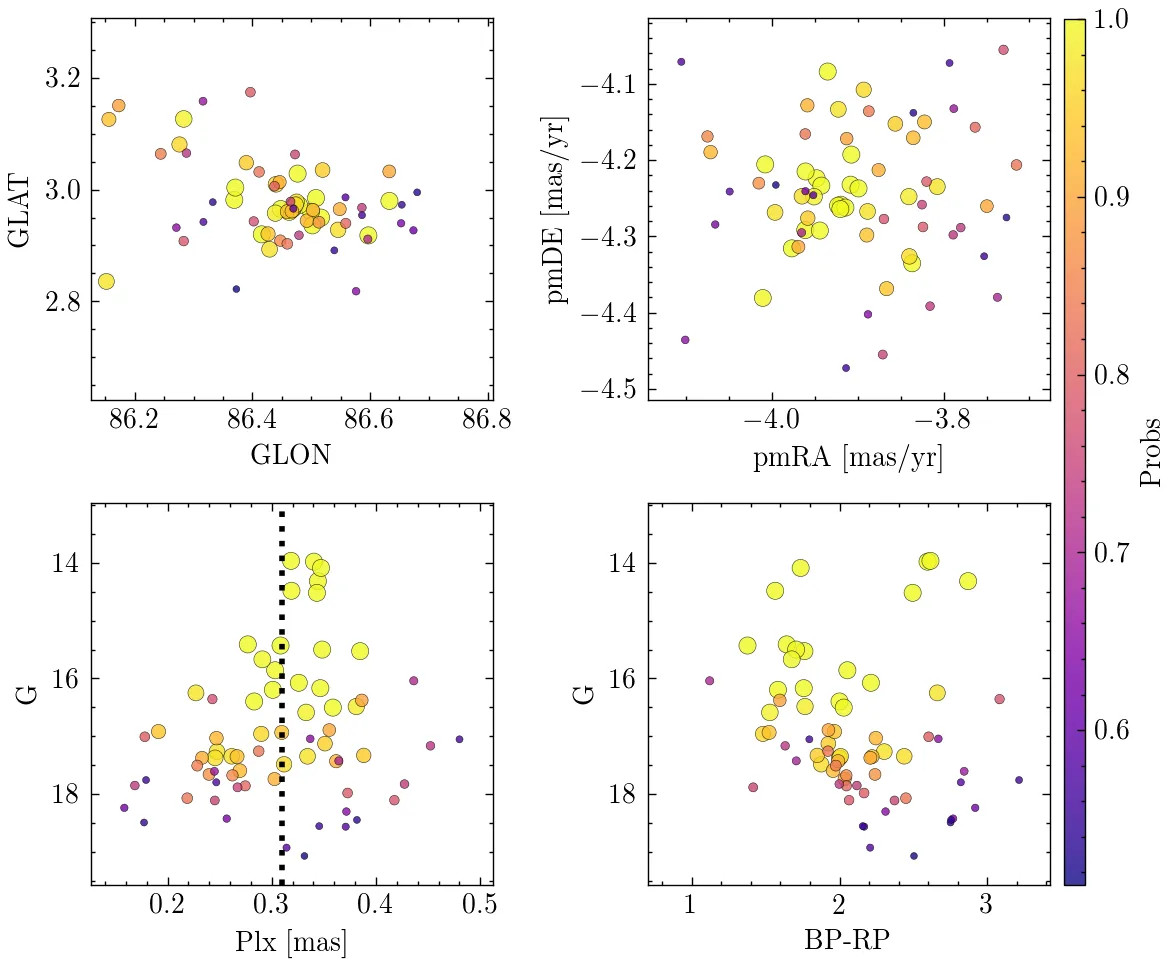 3.2
3.0
2.8
GLAT
86.2 86.4 86.6 86.8
GLON
−4.1
−4.2
−4.3
−4.4
−4.5
pmDE [mas/yr]
−4.0 −3.8
pmRA [mas/yr]
1.0
0.9
0.8
0.7
0.6
Probs
14
16
18
G
0.2 0.3 0.4 0.5
Plx [mas]
14
16
18
G
1 2 3
BP-RP